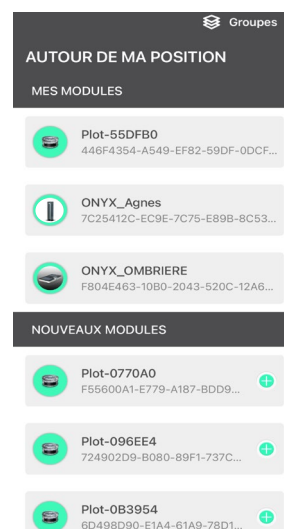 Groupes
AUTOUR DE MA POSITION
MES MODULES
Plot-55DFB0
446F4354-A549-EF82-59DF-0DCF...
ONYX_Agnes
7C25412C-EC9E-7C75-E89B-8C53...
ONYX_OMBRIERE
F804E463-10B0-2043-520C-12A6...
NOUVEAUX MODULES
Plot-0770A0
F55600A1-E779-A187-BDD9...
Plot-096EE4
724902D9-B080-89F1-737C...
Plot-0B3954
6D498D90-E1A4-61A9-78D1...